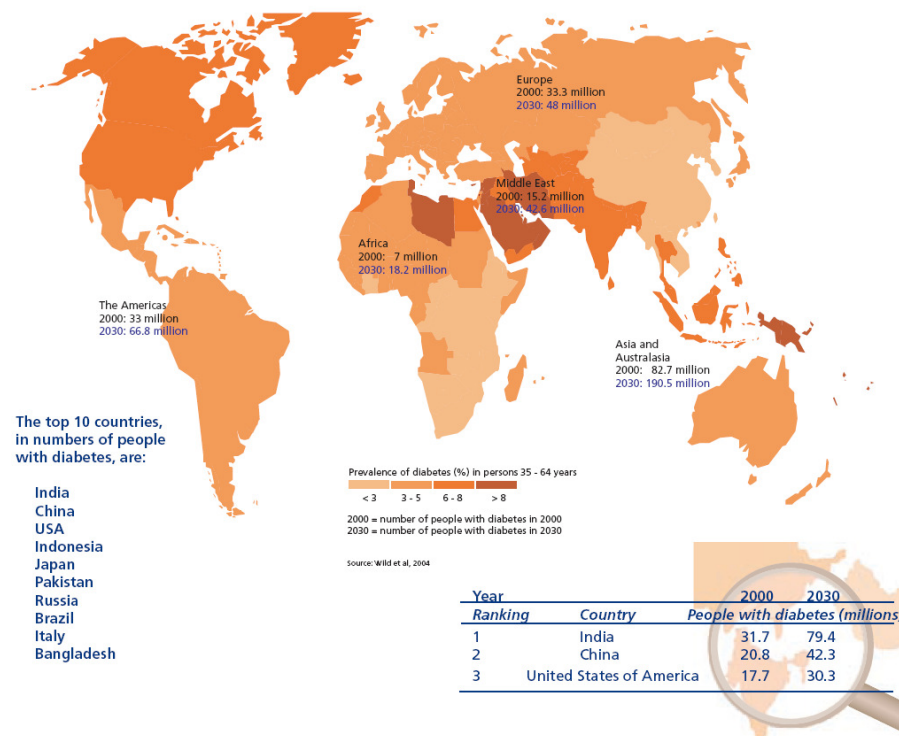 Europe
2000: 33.3 million
2030: 48 million
Middle East
2000: 15.2 million
2030: 42.6 million
Africa
2000: 7 million
2030: 18.2 million
The Americas
2000: 33 million
2030: 66.8 million
Asia and
Australasia
2000: 82.7 million
2030: 190.5 million
The top 10 countries,
in numbers of people
with diabetes, are:
India
China
USA
Indonesia
Japan
Pakistan
Russia
Brazil
Italy
Bangladesh
Prevalence of diabetes (%) in persons 35 - 64 years
< 3 3 - 5 6 - 8 > 8
2000 = number of people with diabetes in 2000
2030 = number of people with diabetes in 2030
Source: Wild et al, 2004
Year 2000 2030
Ranking Country People with diabetes (millions)
1 India 31.7 79.4
2 China 20.8 42.3
3 United States of America 17.7 30.3